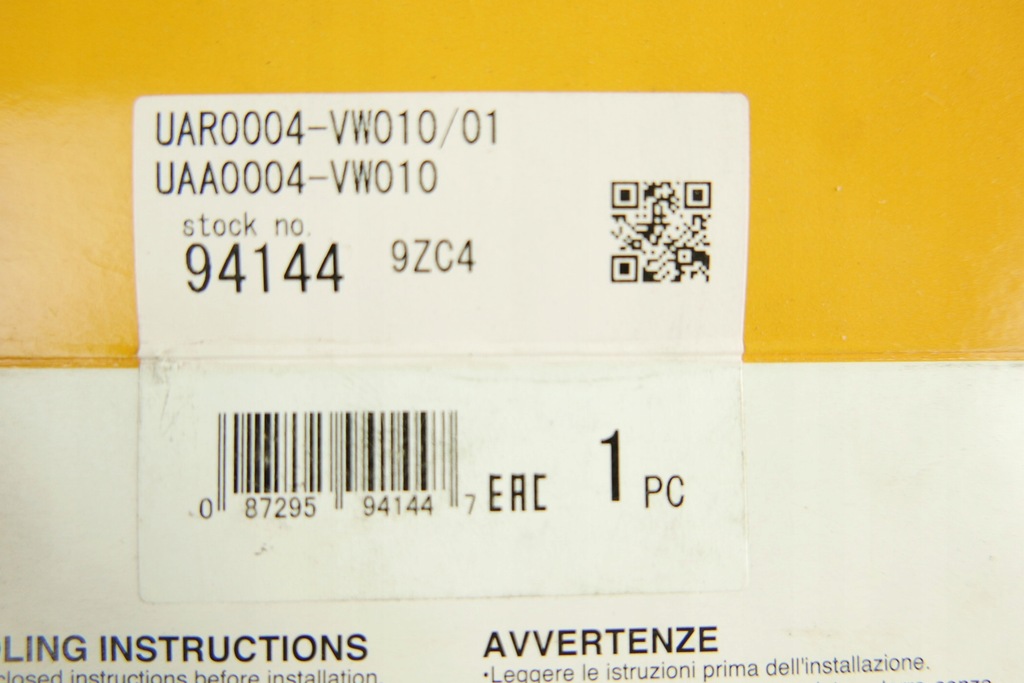 UAR0004-VW010/01
UAA0004-VW010
stock no.
94144 9ZC4
0 87295 94144 7 EAC 1 PC
LING INSTRUCTIONS
closed instructions before installation.
AVVERTENZE
•Leggere le istruzioni prima dell'installazione.